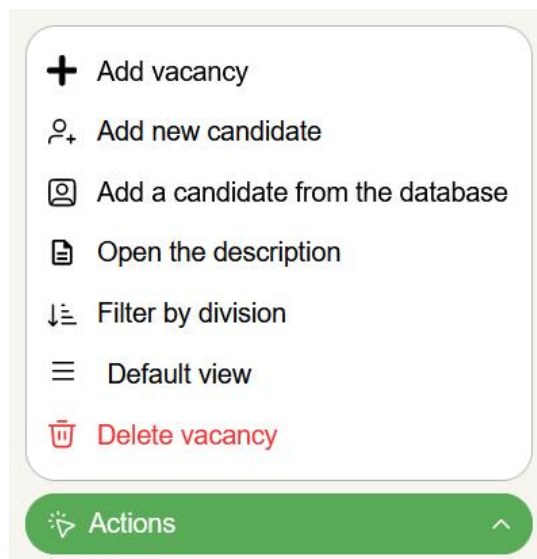 Add vacancy
Add new candidate
Add a candidate from the database
Open the description
Filter by division
Default view
Delete vacancy
Actions